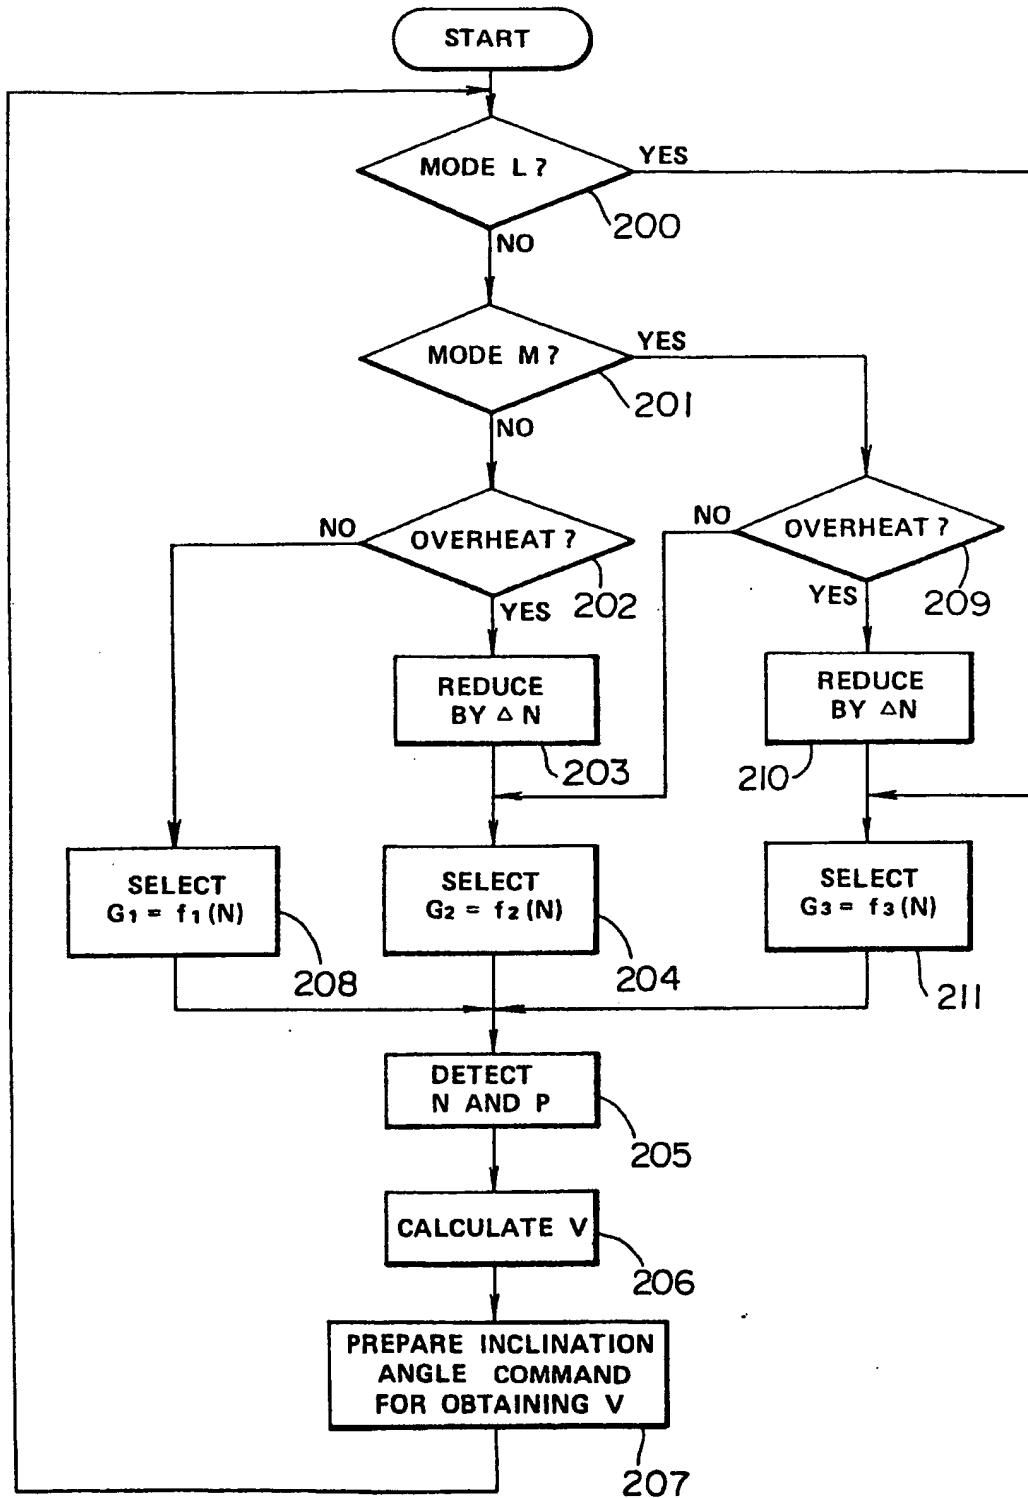 START
MODE L?
YES
200
NO
MODE M?
YES
201
NO
NO
OVERHEAT?
202
YES
NO
OVERHEAT?
209
YES
REDUCE
BY △ N
203
REDUCE
BY △N
210
SELECT
G1 = f1(N)
208
SELECT
G2 = f2(N)
204
SELECT
G3 = f3(N)
211
DETECT
N AND P
205
CALCULATE V
206
PREPARE INCLINATION
ANGLE COMMAND
FOR OBTAINING V
207